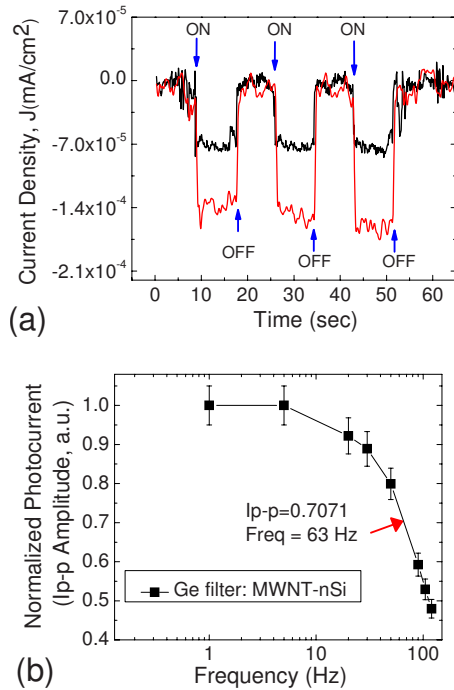 7.0x10⁻⁵
0.0
-7.0x10⁻⁵
-1.4x10⁻⁴
-2.1x10⁻⁴
Current Density, J(mA/cm²)
ON ON ON
OFF OFF OFF
0 10 20 30 40 50 60
Time (sec)
(a)
1.0
0.9
0.8
0.7
0.6
0.5
0.4
Normalized Photocurrent
(Ip-p Amplitude, a.u.)
Ip-p=0.7071
Freq = 63 Hz
Ge filter: MWNT-nSi
1 10 100
Frequency (Hz)
(b)